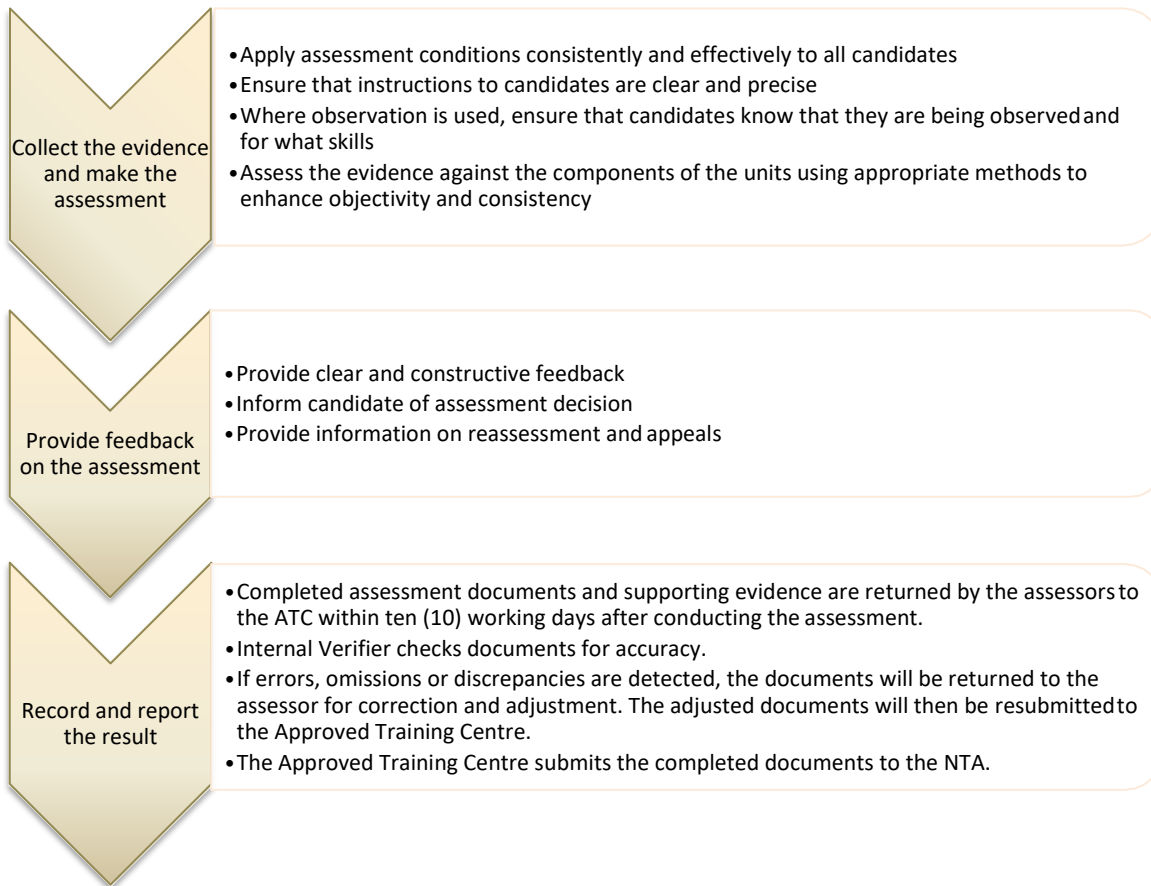 Collect the evidence
and make the
assessment
•Apply assessment conditions consistently and effectively to all candidates
•Ensure that instructions to candidates are clear and precise
•Where observation is used, ensure that candidates know that they are being observed and
for what skills
•Assess the evidence against the components of the units using appropriate methods to
enhance objectivity and consistency
Provide feedback
on the assessment
•Provide clear and constructive feedback
•Inform candidate of assessment decision
•Provide information on reassessment and appeals
Record and report
the result
•Completed assessment documents and supporting evidence are returned by the assessors to
the ATC within ten (10) working days after conducting the assessment.
•Internal Verifier checks documents for accuracy.
•If errors, omissions or discrepancies are detected, the documents will be returned to the
assessor for correction and adjustment. The adjusted documents will then be resubmitted to
the Approved Training Centre.
•The Approved Training Centre submits the completed documents to the NTA.